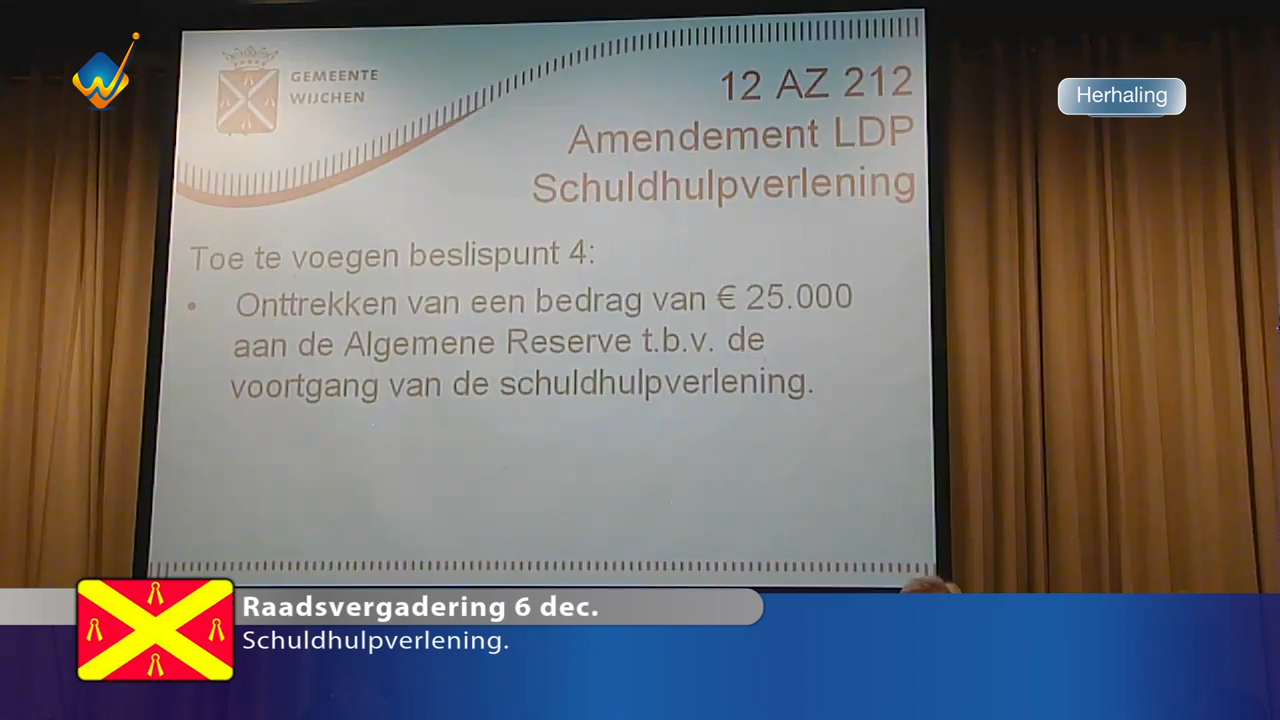 GEMEENTE
WIJCHEN
12 AZ 212
Amendement LDP
Schuldhulpverlening
Herhaling
Toe te voegen beslispunt 4:
• Onttrekken van een bedrag van € 25.000
aan de Algemene Reserve t.b.v. de
voortgang van de schuldhulpverlening.
Raadsvergadering 6 dec.
Schuldhulpverlening.